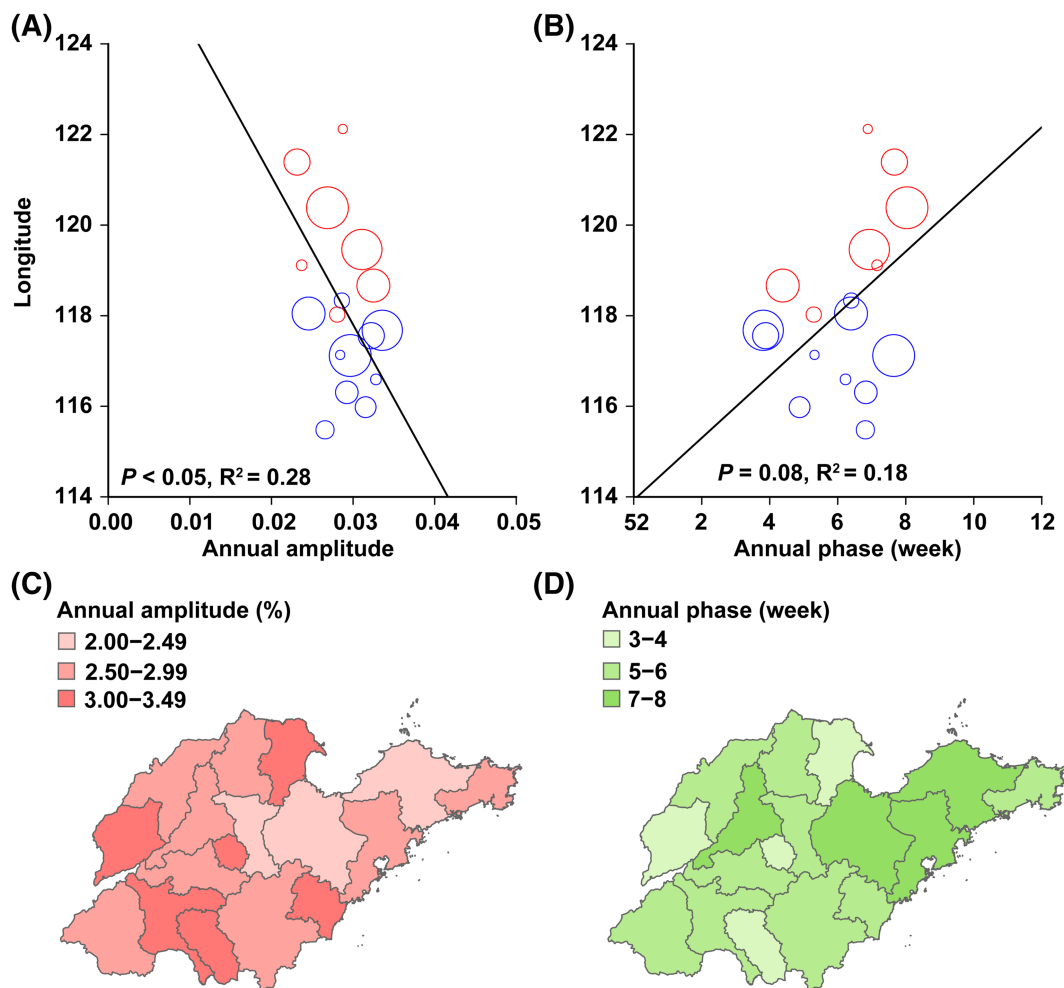 (A)
124
122
120
118
116
114
Longitude
P < 0.05, R² = 0.28
0.00 0.01 0.02 0.03 0.04 0.05
Annual amplitude
(B)
124
122
120
118
116
114
P = 0.08, R² = 0.18
52 2 4 6 8 10 12
Annual phase (week)
(C)
Annual amplitude (%)
2.00−2.49
2.50−2.99
3.00−3.49
(D)
Annual phase (week)
3−4
5−6
7−8